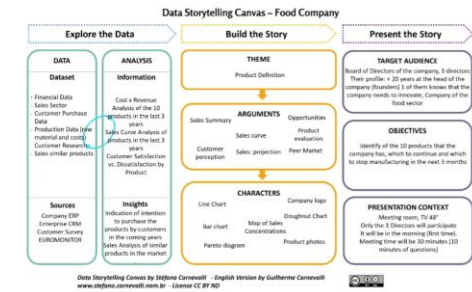 Data Storytelling Canvas – Food Company
Explore the Data
Build the Story
Present the Story
DATA
Dataset
- Financial Data
- Sales Sector
- Customer Purchase
Data
- Production Data (raw
material and costs)
- Customer Research
- Sales similar products
Sources
Company ERP
Enterprise CRM
Customer Survey
EUROMONITOR
ANALYSIS
Information
Cost x Revenue
Analysis of the 10
products in the last 3
years
Sales Curve Analysis of
products in the last 3
years
Customer Satisfaction
vs. Dissatisfaction by
Product
Insights
Indication of intention
to purchase the
products by customers
in the coming years
Sales Analysis of similar
products in the market
THEME
Product Definition
ARGUMENTS
Sales Summary
Opportunities
Sales curve
Product
evaluation
Customer
perception
Sales: projection
Peer Market
CHARACTERS
Line Chart
Company logo
Doughnut Chart
Bar chart
Map of Sales
Concentrations
Pareto diagram
Product photos
TARGET AUDIENCE
Board of Directors of the company, 3 directors
Their profile: + 20 years at the head of the
company (founders) 1 of them knows that the
company needs to innovate, Company of the
food sector
OBJECTIVES
Identify of the 10 products that the
company has, which to continue and which
to stop manufacturing in the next 3 months
PRESENTATION CONTEXT
Meeting room, TV 48"
Only the 3 Directors will participate
It will be in the morning (first time).
Meeting time will be 30 minutes (10
minutes of questions)
Data Storytelling Canvas by Stéfano Carnevalli - English Version by Guilherme Carnevalli
www.stefano.carnevalli.nom.br - License CC BY ND